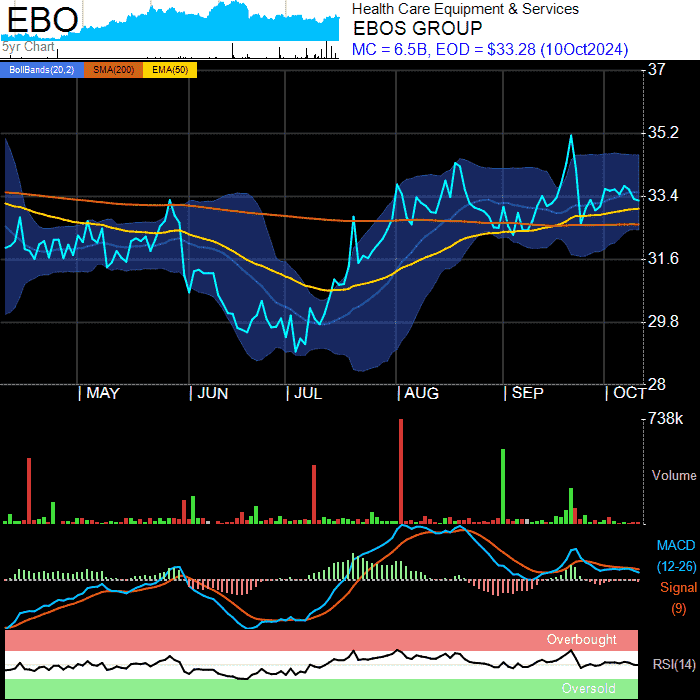 EBO
5yr Chart
Health Care Equipment & Services
EBOS GROUP
MC = 6.5B, EOD = $33.28 (10Oct2024)
BollBands(20,2) SMA(200) EMA(50)
37
35.2
33.4
31.6
29.8
28
| MAY | JUN | JUL | AUG | SEP | OCT
738k
Volume
MACD
(12-26)
Signal
(9)
Overbought
RSI(14)
Oversold